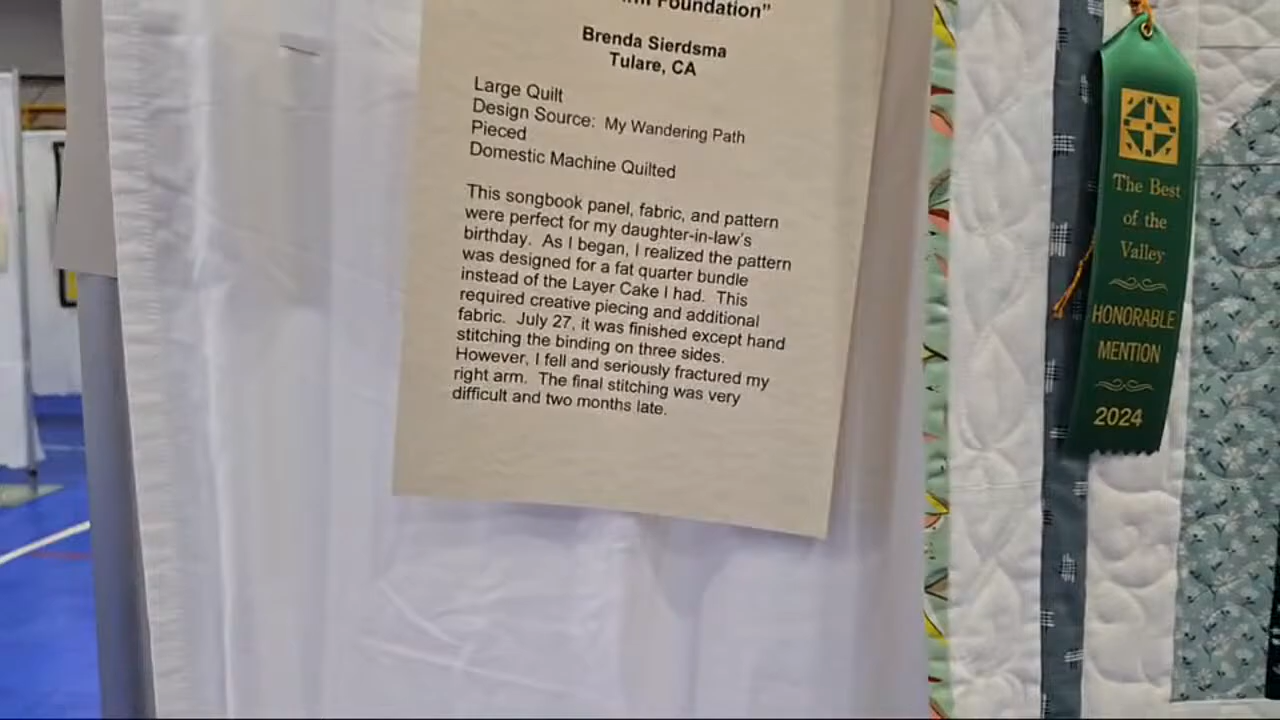 Foundation”
Brenda Sierdsma
Tulare, CA
Large Quilt
Design Source: My Wandering Path
Pieced
Domestic Machine Quilted
This songbook panel, fabric, and pattern
were perfect for my daughter-in-law's
birthday. As I began, I realized the pattern
was designed for a fat quarter bundle
instead of the Layer Cake I had. This
required creative piecing and additional
fabric. July 27, it was finished except hand
stitching the binding on three sides.
However, I fell and seriously fractured my
right arm. The final stitching was very
difficult and two months late.
The Best
of the
Valley
HONORABLE
MENTION
2024